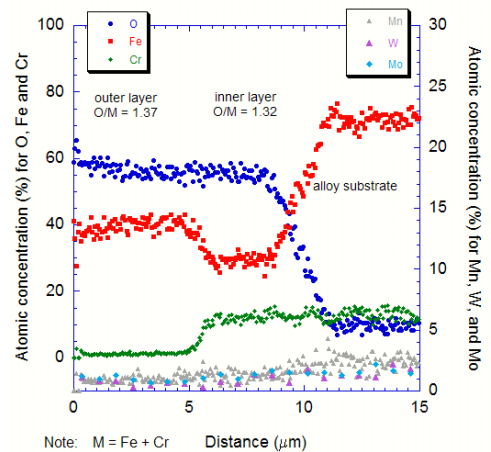 100
80
60
40
20
0
Atomic concentration (%) for O, Fe and Cr
O
Fe
Cr
Mn
W
Mo
outer layer
O/M = 1.37
inner layer
O/M = 1.32
alloy substrate
30
25
20
15
10
5
0
Atomic concentration (%) for Mn, W, and Mo
0
5
10
15
Note: M = Fe + Cr
Distance (μm)